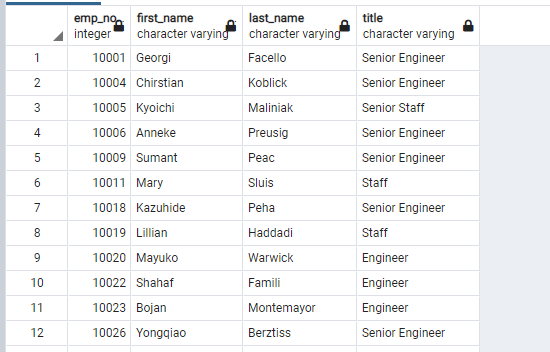 emp_no first_name last_name title
integer character varying character varying character varying
1 10001 Georgi Facello Senior Engineer
2 10004 Chirstian Koblick Senior Engineer
3 10005 Kyoichi Maliniak Senior Staff
4 10006 Anneke Preusig Senior Engineer
5 10009 Sumant Peac Senior Engineer
6 10011 Mary Sluis Staff
7 10018 Kazuhide Peha Senior Engineer
8 10019 Lillian Haddadi Staff
9 10020 Mayuko Warwick Engineer
10 10022 Shahaf Famili Engineer
11 10023 Bojan Montemayor Engineer
12 10026 Yongqiao Berztiss Senior Engineer